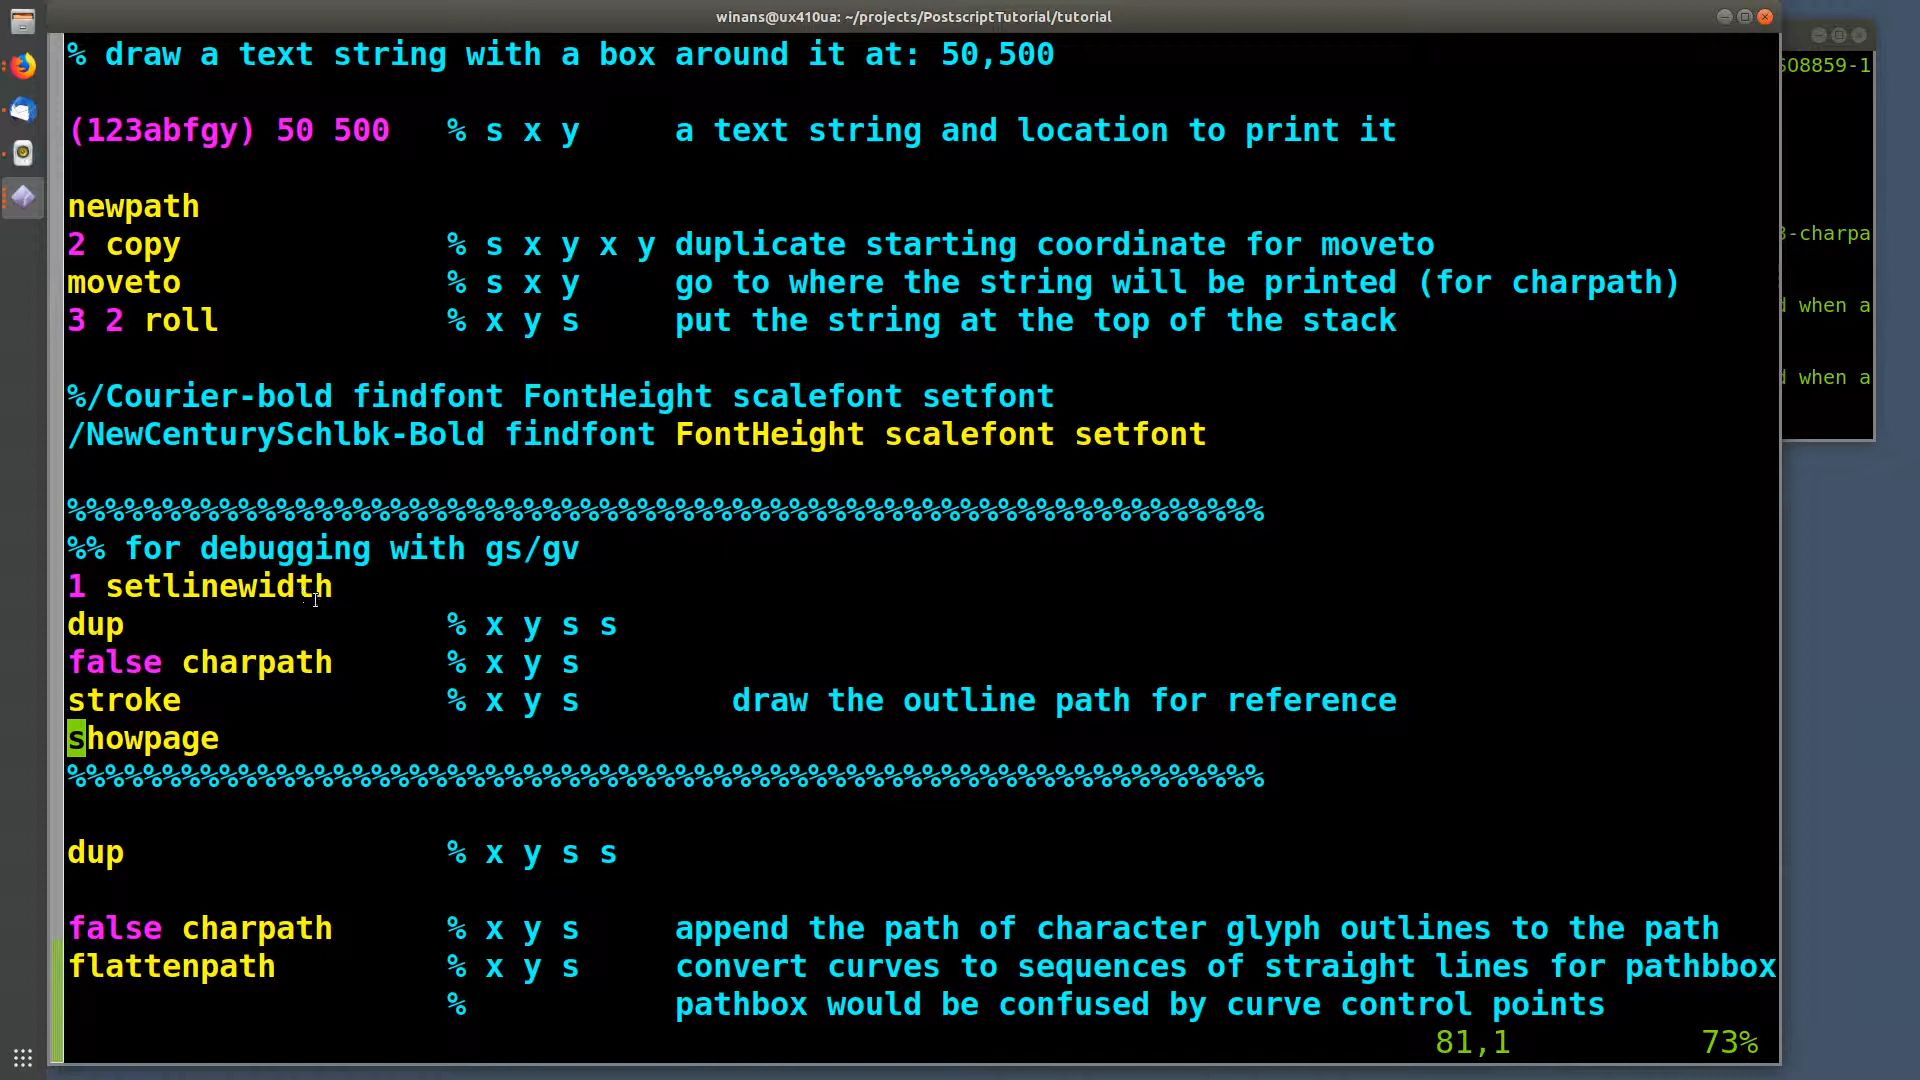 winans@ux410ua: ~/projects/PostscriptTutorial/tutorial
% draw a text string with a box around it at: 50,500
(123abfgy) 50 500   % s x y     a text string and location to print it
newpath
2 copy              % s x y x y duplicate starting coordinate for moveto
moveto              % s x y     go to where the string will be printed (for charpath)
3 2 roll            % x y s     put the string at the top of the stack
%/Courier-bold findfont FontHeight scalefont setfont
/NewCenturySchlbk-Bold findfont FontHeight scalefont setfont
%%%%%%%%%%%%%%%%%%%%%%%%%%%%%%%%%%%%%%%%%%%%%%%%%%%%%%%%%%%%%%%
%% for debugging with gs/gv
1 setlinewidth
dup                 % x y s s
false charpath      % x y s
stroke              % x y s        draw the outline path for reference
showpage
%%%%%%%%%%%%%%%%%%%%%%%%%%%%%%%%%%%%%%%%%%%%%%%%%%%%%%%%%%%%%%%
dup                 % x y s s
false charpath      % x y s     append the path of character glyph outlines to the path
flattenpath         % x y s     convert curves to sequences of straight lines for pathbbox
                    %           pathbox would be confused by curve control points
81,1          73%
O8859-1
-charpa
when a
when a